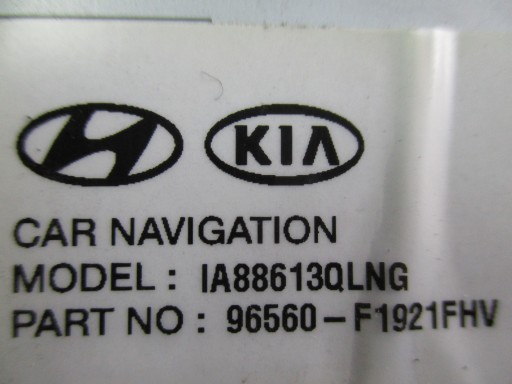 KIA
CAR NAVIGATION
MODEL : IA88613QLNG
PART NO : 96560-F1921FHV